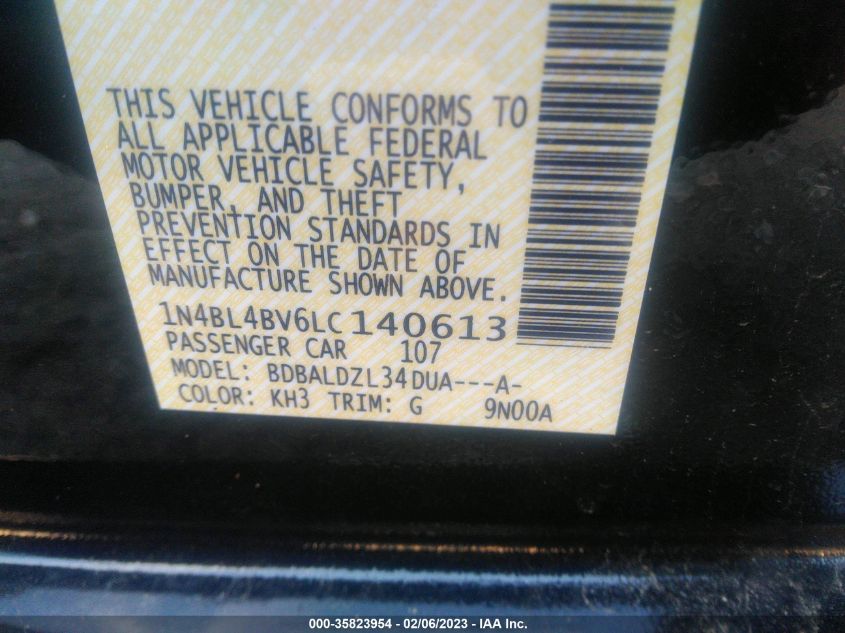 THIS VEHICLE CONFORMS TO
ALL APPLICABLE FEDERAL
MOTOR VEHICLE SAFETY,
BUMPER, AND THEFT
PREVENTION STANDARDS IN
EFFECT ON THE DATE OF
MANUFACTURE SHOWN ABOVE.
1N4BL4BV6LC140613
PASSENGER CAR 107
MODEL: BDBALDZL34DUA---A-
COLOR: KH3 TRIM: G 9N00A
000-35823954 - 02/06/2023 - IAA Inc.